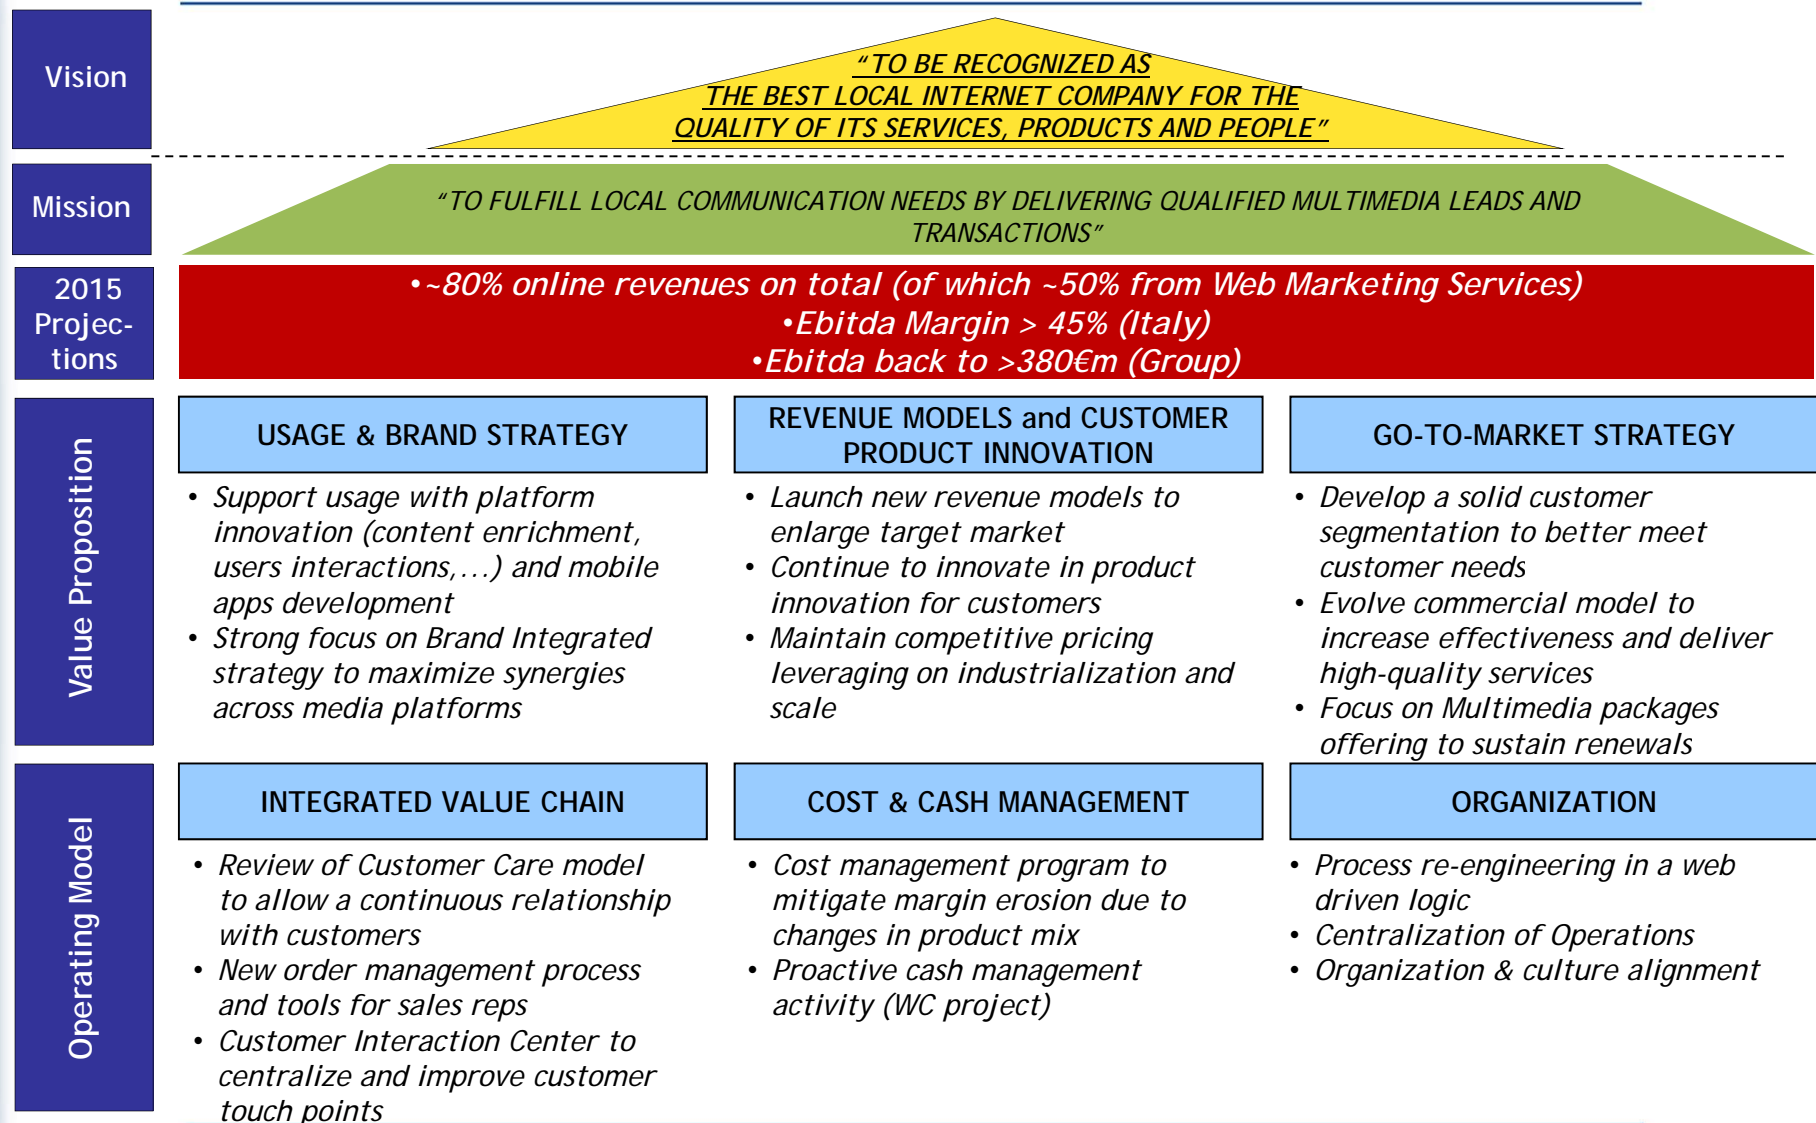 Vision
“TO BE RECOGNIZED AS
THE BEST LOCAL INTERNET COMPANY FOR THE
QUALITY OF ITS SERVICES, PRODUCTS AND PEOPLE”
Mission
“TO FULFILL LOCAL COMMUNICATION NEEDS BY DELIVERING QUALIFIED MULTIMEDIA LEADS AND
TRANSACTIONS”
2015
Projec-
tions
•~80% online revenues on total (of which ~50% from Web Marketing Services)
•Ebitda Margin > 45% (Italy)
•Ebitda back to >380€m (Group)
Value Proposition
USAGE & BRAND STRATEGY
• Support usage with platform
innovation (content enrichment,
users interactions,…) and mobile
apps development
• Strong focus on Brand Integrated
strategy to maximize synergies
across media platforms
REVENUE MODELS and CUSTOMER
PRODUCT INNOVATION
• Launch new revenue models to
enlarge target market
• Continue to innovate in product
innovation for customers
• Maintain competitive pricing
leveraging on industrialization and
scale
GO-TO-MARKET STRATEGY
• Develop a solid customer
segmentation to better meet
customer needs
• Evolve commercial model to
increase effectiveness and deliver
high-quality services
• Focus on Multimedia packages
offering to sustain renewals
Operating Model
INTEGRATED VALUE CHAIN
• Review of Customer Care model
to allow a continuous relationship
with customers
• New order management process
and tools for sales reps
• Customer Interaction Center to
centralize and improve customer
touch points
COST & CASH MANAGEMENT
• Cost management program to
mitigate margin erosion due to
changes in product mix
• Proactive cash management
activity (WC project)
ORGANIZATION
• Process re-engineering in a web
driven logic
• Centralization of Operations
• Organization & culture alignment